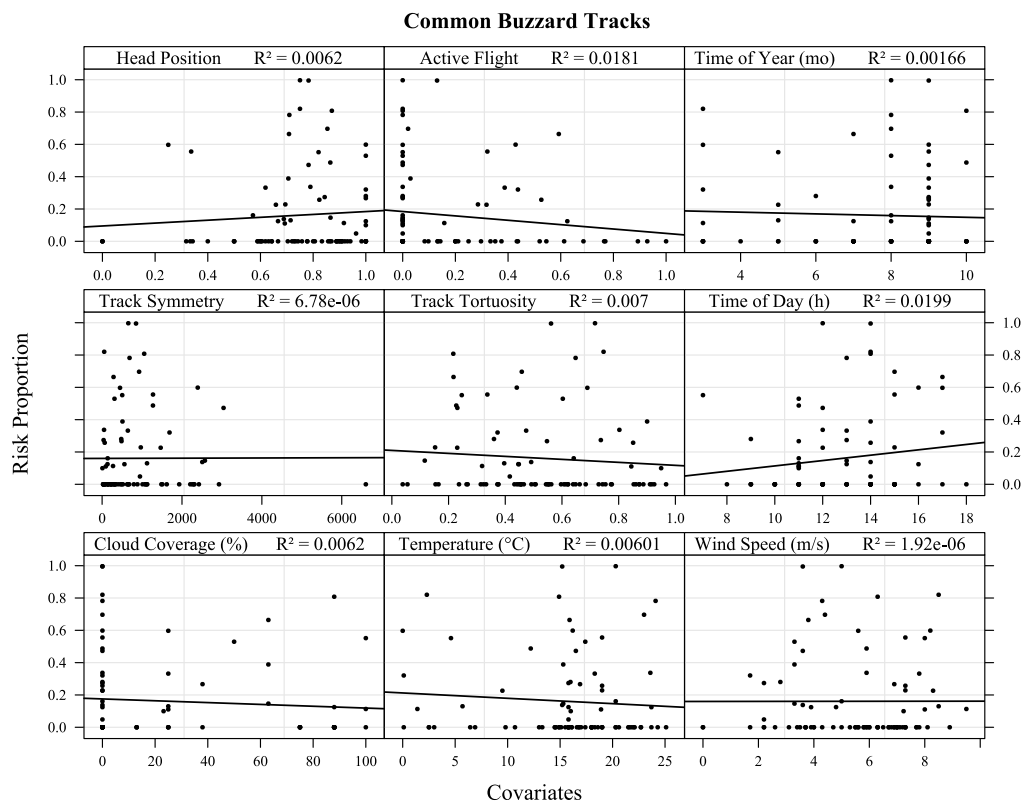 Common Buzzard Tracks
Head Position R² = 0.0062 Active Flight R² = 0.0181 Time of Year (mo) R² = 0.00166
1.0
0.8
0.6
0.4
0.2
0.0
0.0 0.2 0.4 0.6 0.8 1.0 0.0 0.2 0.4 0.6 0.8 1.0 4 6 8 10
Track Symmetry R² = 6.78e-06 Track Tortuosity R² = 0.007 Time of Day (h) R² = 0.0199
1.0
0.8
0.6
0.4
0.2
0.0
Risk Proportion
0 2000 4000 6000 0.0 0.2 0.4 0.6 0.8 1.0 8 10 12 14 16 18
Cloud Coverage (%) R² = 0.0062 Temperature (°C) R² = 0.00601 Wind Speed (m/s) R² = 1.92e-06
1.0
0.8
0.6
0.4
0.2
0.0
0 20 40 60 80 100 0 5 10 15 20 25 0 2 4 6 8
Covariates